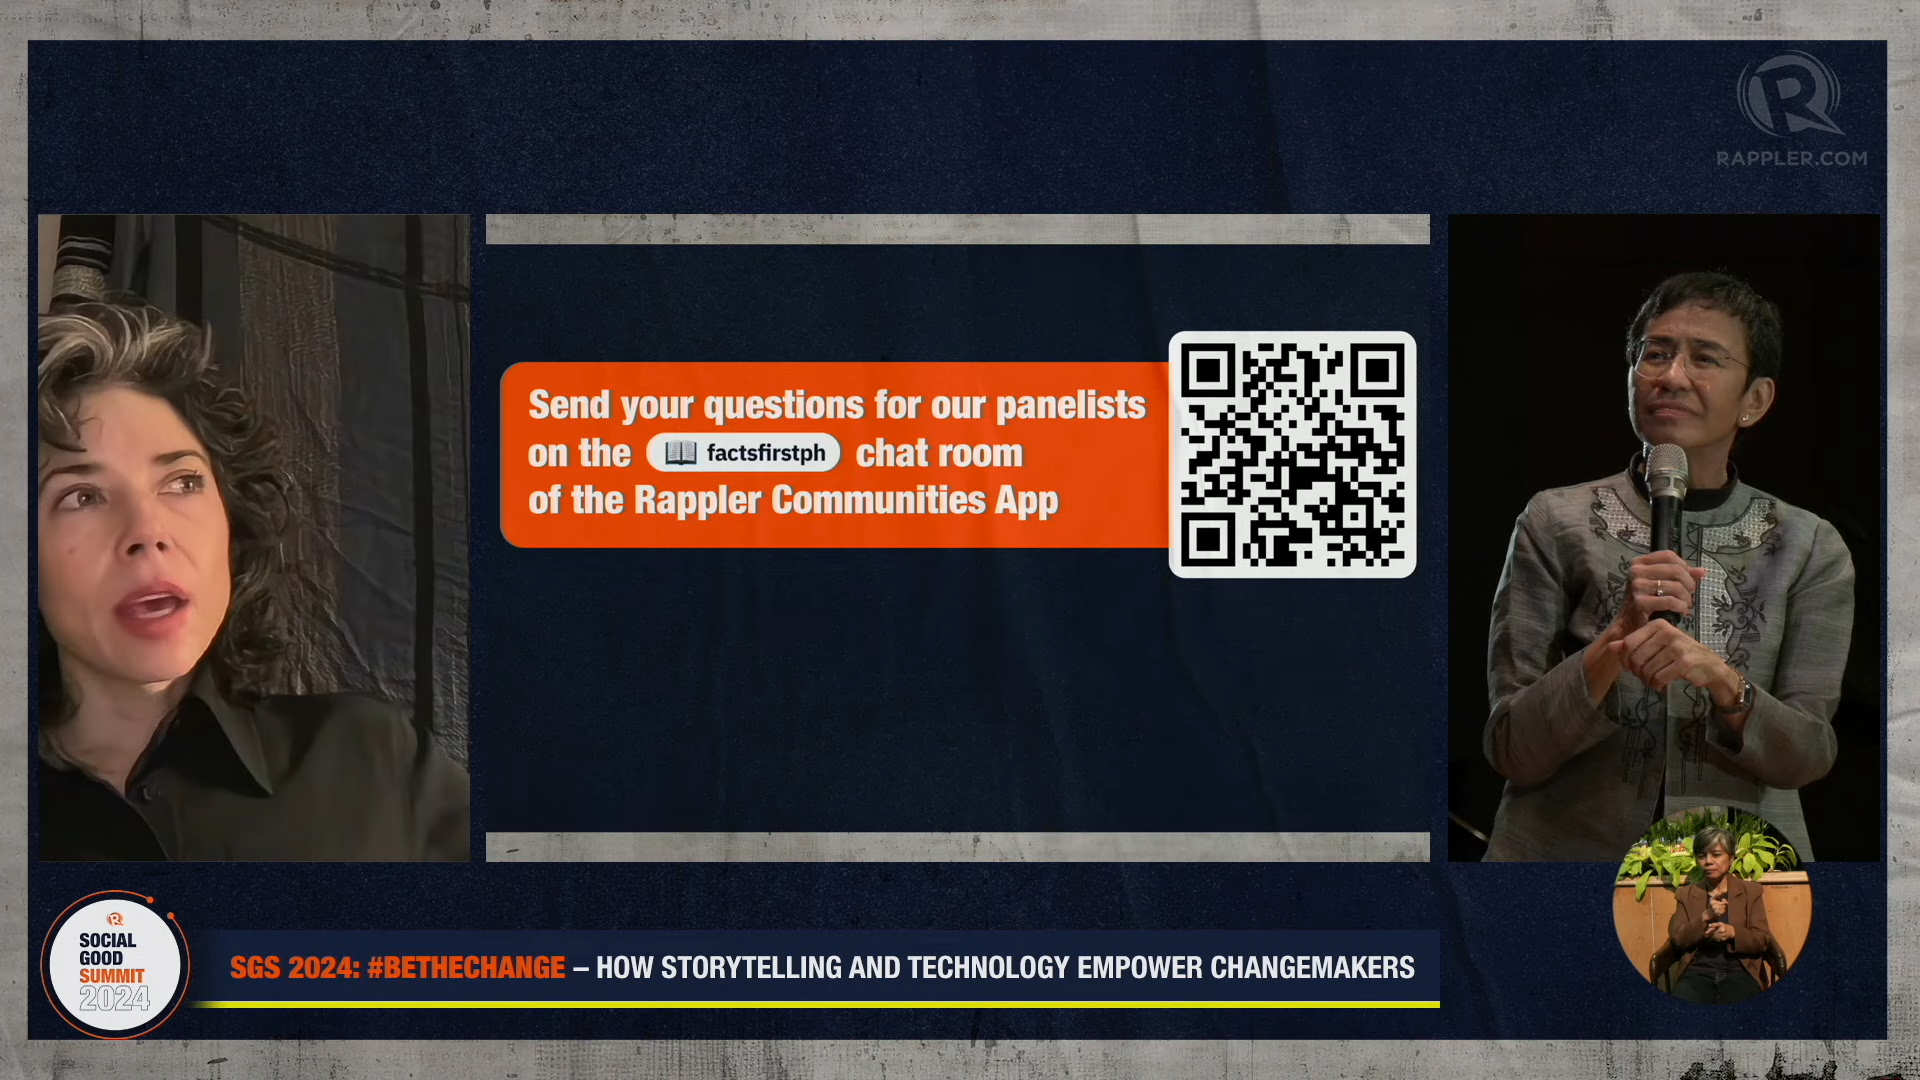 RAPPLER.COM
Send your questions for our panelists
on the factsfirstph chat room
of the Rappler Communities App
SOCIAL
GOOD
SUMMIT
2024
SGS 2024: #BETHECHANGE – HOW STORYTELLING AND TECHNOLOGY EMPOWER CHANGEMAKERS